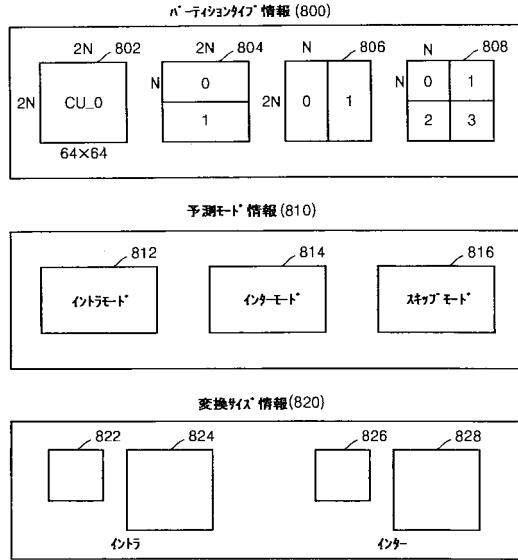 ﾊﾟｰﾃｨｼｮﾝﾀｲﾌﾟ情報(800)
2N 802 2N 804 N 806 N 808
2N CU_0 N 0 2N 0 1 N 0 1
1 2 3
64×64
予測ﾓｰﾄﾞ情報(810)
812 814 816
ｲﾝﾄﾗﾓｰﾄﾞ ｲﾝﾀｰﾓｰﾄﾞ ｽｷｯﾌﾟﾓｰﾄﾞ
変換ｻｲｽﾞ情報(820)
822 824 826 828
ｲﾝﾄﾗ ｲﾝﾀｰ